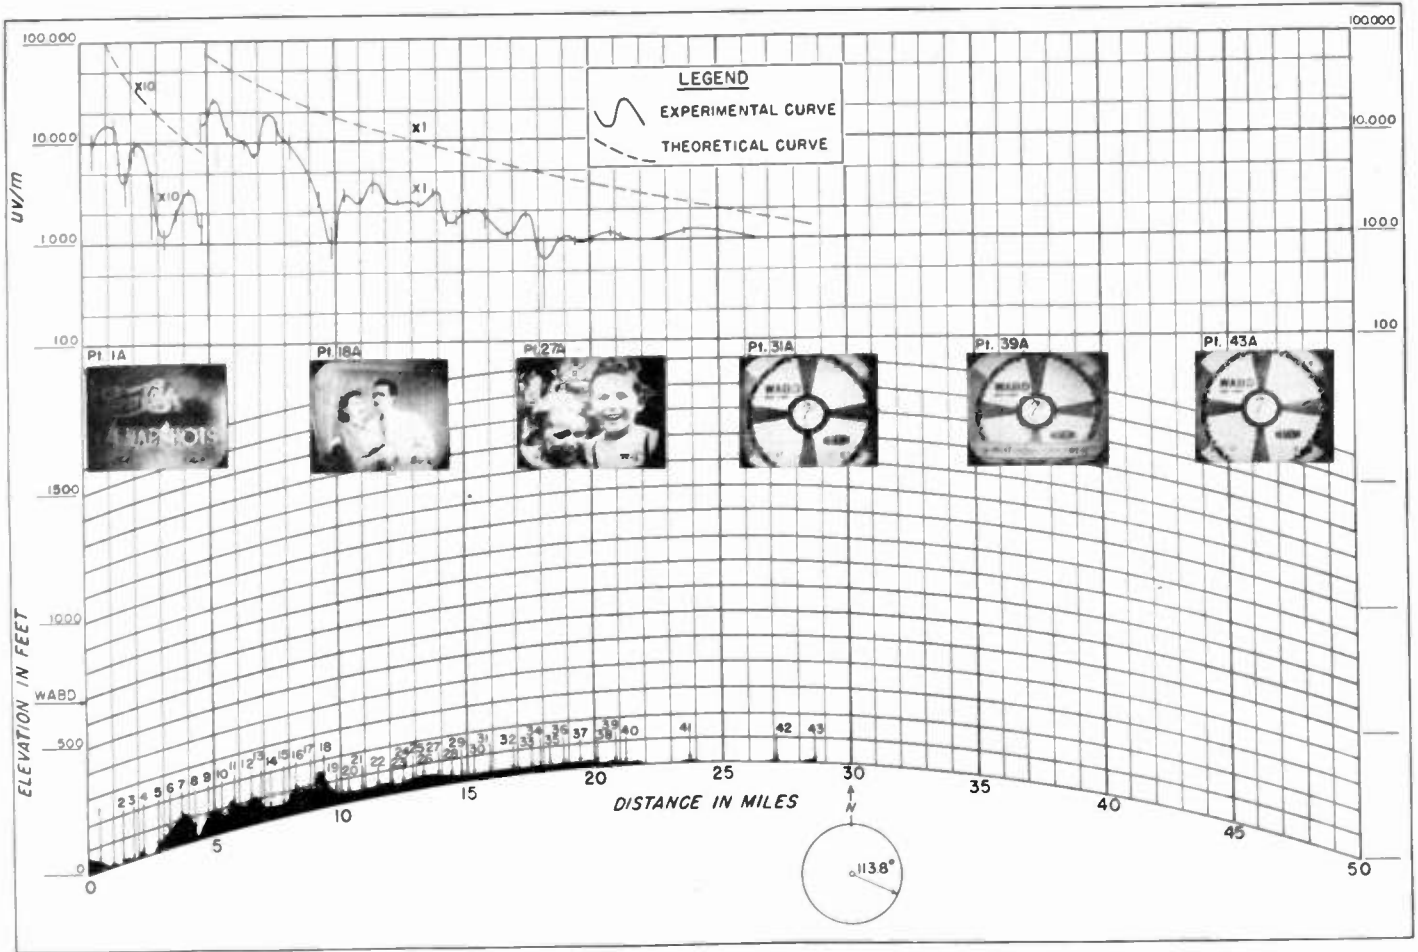 100.000
100.000
LEGEND
EXPERIMENTAL CURVE
THEORETICAL CURVE
X10
X1
10.000
10.000
UV/m
X10
X1
1000
1000
100
100
Pt. 1A
Pt. 18A
Pt. 27A
Pt. 31A
Pt. 39A
Pt. 43A
WABD
WABD
WABD
1500
1000
WABD
500
0
ELEVATION IN FEET
1 2 3 4 5 6 7 8 9 10 11 12 13 14 15 16 17 18 19 20 21 22 23 24 25 26 27 28 29 30 31 32 33 34 35 36 37 38 39 40 41 42 43
0
5
10
15
20
25
30
35
40
45
50
DISTANCE IN MILES
N
113.8°